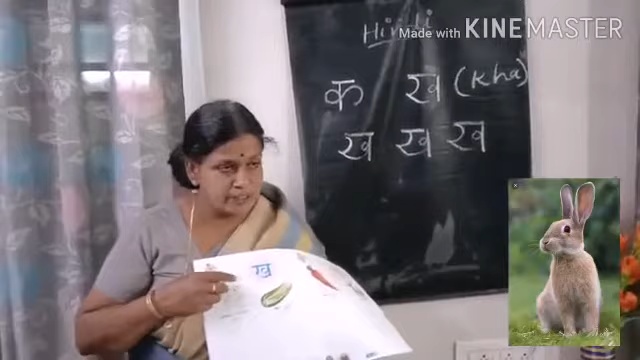 Hindi
Made with KINEMASTER
क ख (Kha)
ख ख ख
ख